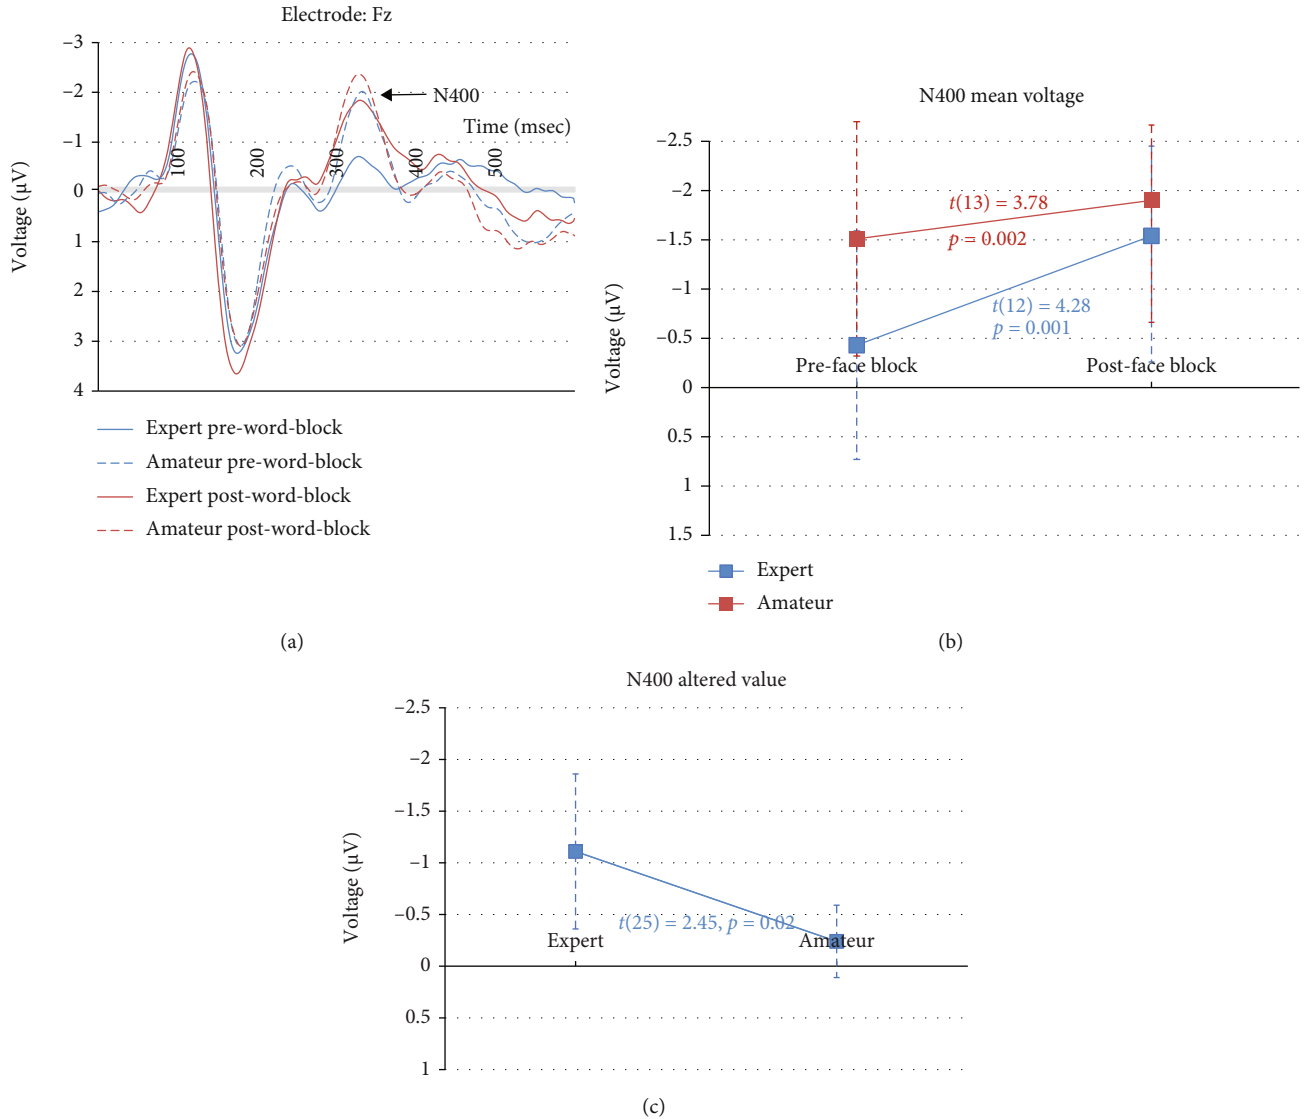 Electrode: Fz
−3
−2
−1
0
1
2
3
4
Voltage (µV)
N400
Time (msec)
100
200
300
400
500
Expert pre-word-block
Amateur pre-word-block
Expert post-word-block
Amateur post-word-block
(a)
N400 mean voltage
−2.5
−2
−1.5
−1
−0.5
0
0.5
1
1.5
Voltage (µV)
t(13) = 3.78
p = 0.002
t(12) = 4.28
p = 0.001
Pre-face block
Post-face block
Expert
Amateur
(b)
N400 altered value
−2.5
−2
−1.5
−1
−0.5
0
0.5
1
Voltage (µV)
t(25) = 2.45, p = 0.02
Expert
Amateur
(c)